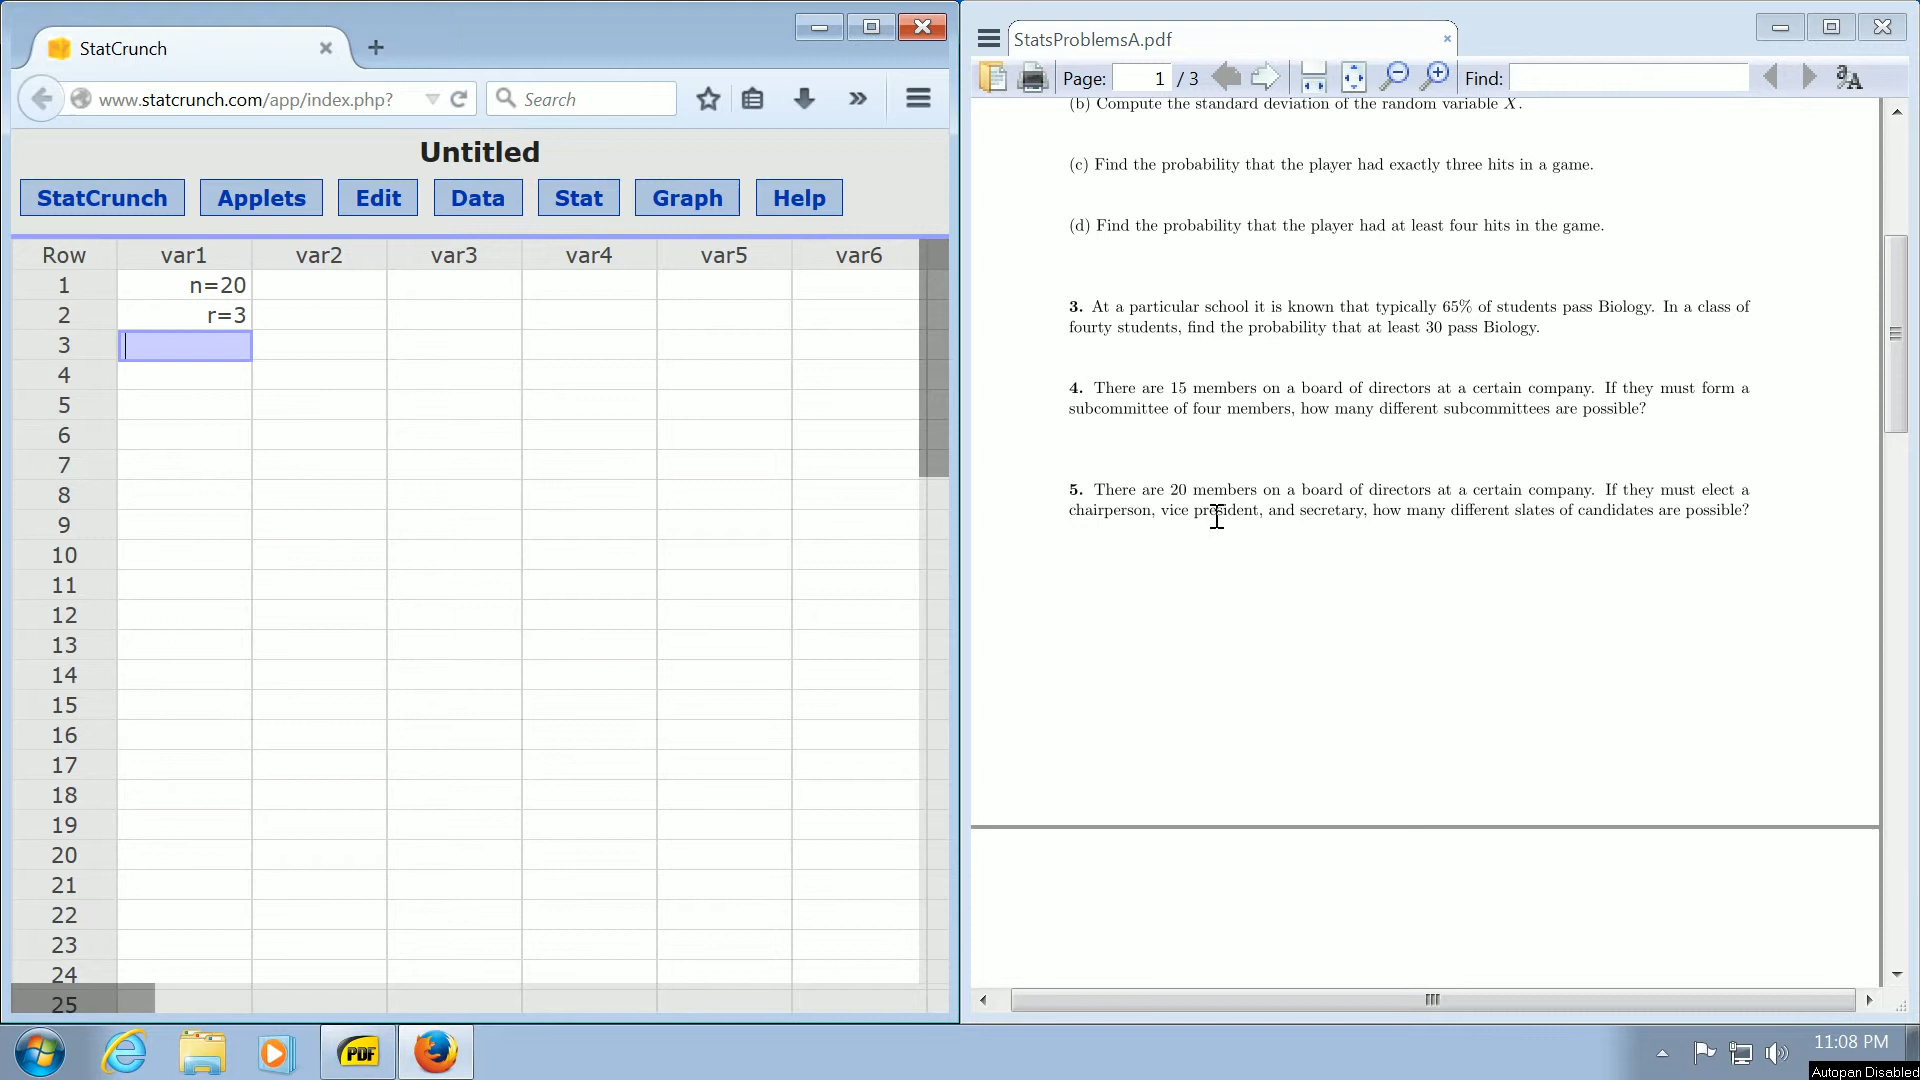 StatCrunch
www.statcrunch.com/app/index.php?
Search
Untitled
StatCrunch Applets Edit Data Stat Graph Help
Row var1 var2 var3 var4 var5 var6
1 n=20
2 r=3
3
4
5
6
7
8
9
10
11
12
13
14
15
16
17
18
19
20
21
22
23
24
25
StatsProblemsA.pdf
Page: 1 / 3 Find:
(b) Compute the standard deviation of the random variable X.
(c) Find the probability that the player had exactly three hits in a game.
(d) Find the probability that the player had at least four hits in the game.
3. At a particular school it is known that typically 65% of students pass Biology. In a class of
fourty students, find the probability that at least 30 pass Biology.
4. There are 15 members on a board of directors at a certain company. If they must form a
subcommittee of four members, how many different subcommittees are possible?
5. There are 20 members on a board of directors at a certain company. If they must elect a
chairperson, vice president, and secretary, how many different slates of candidates are possible?
PDF
11:08 PM
Autopan Disabled